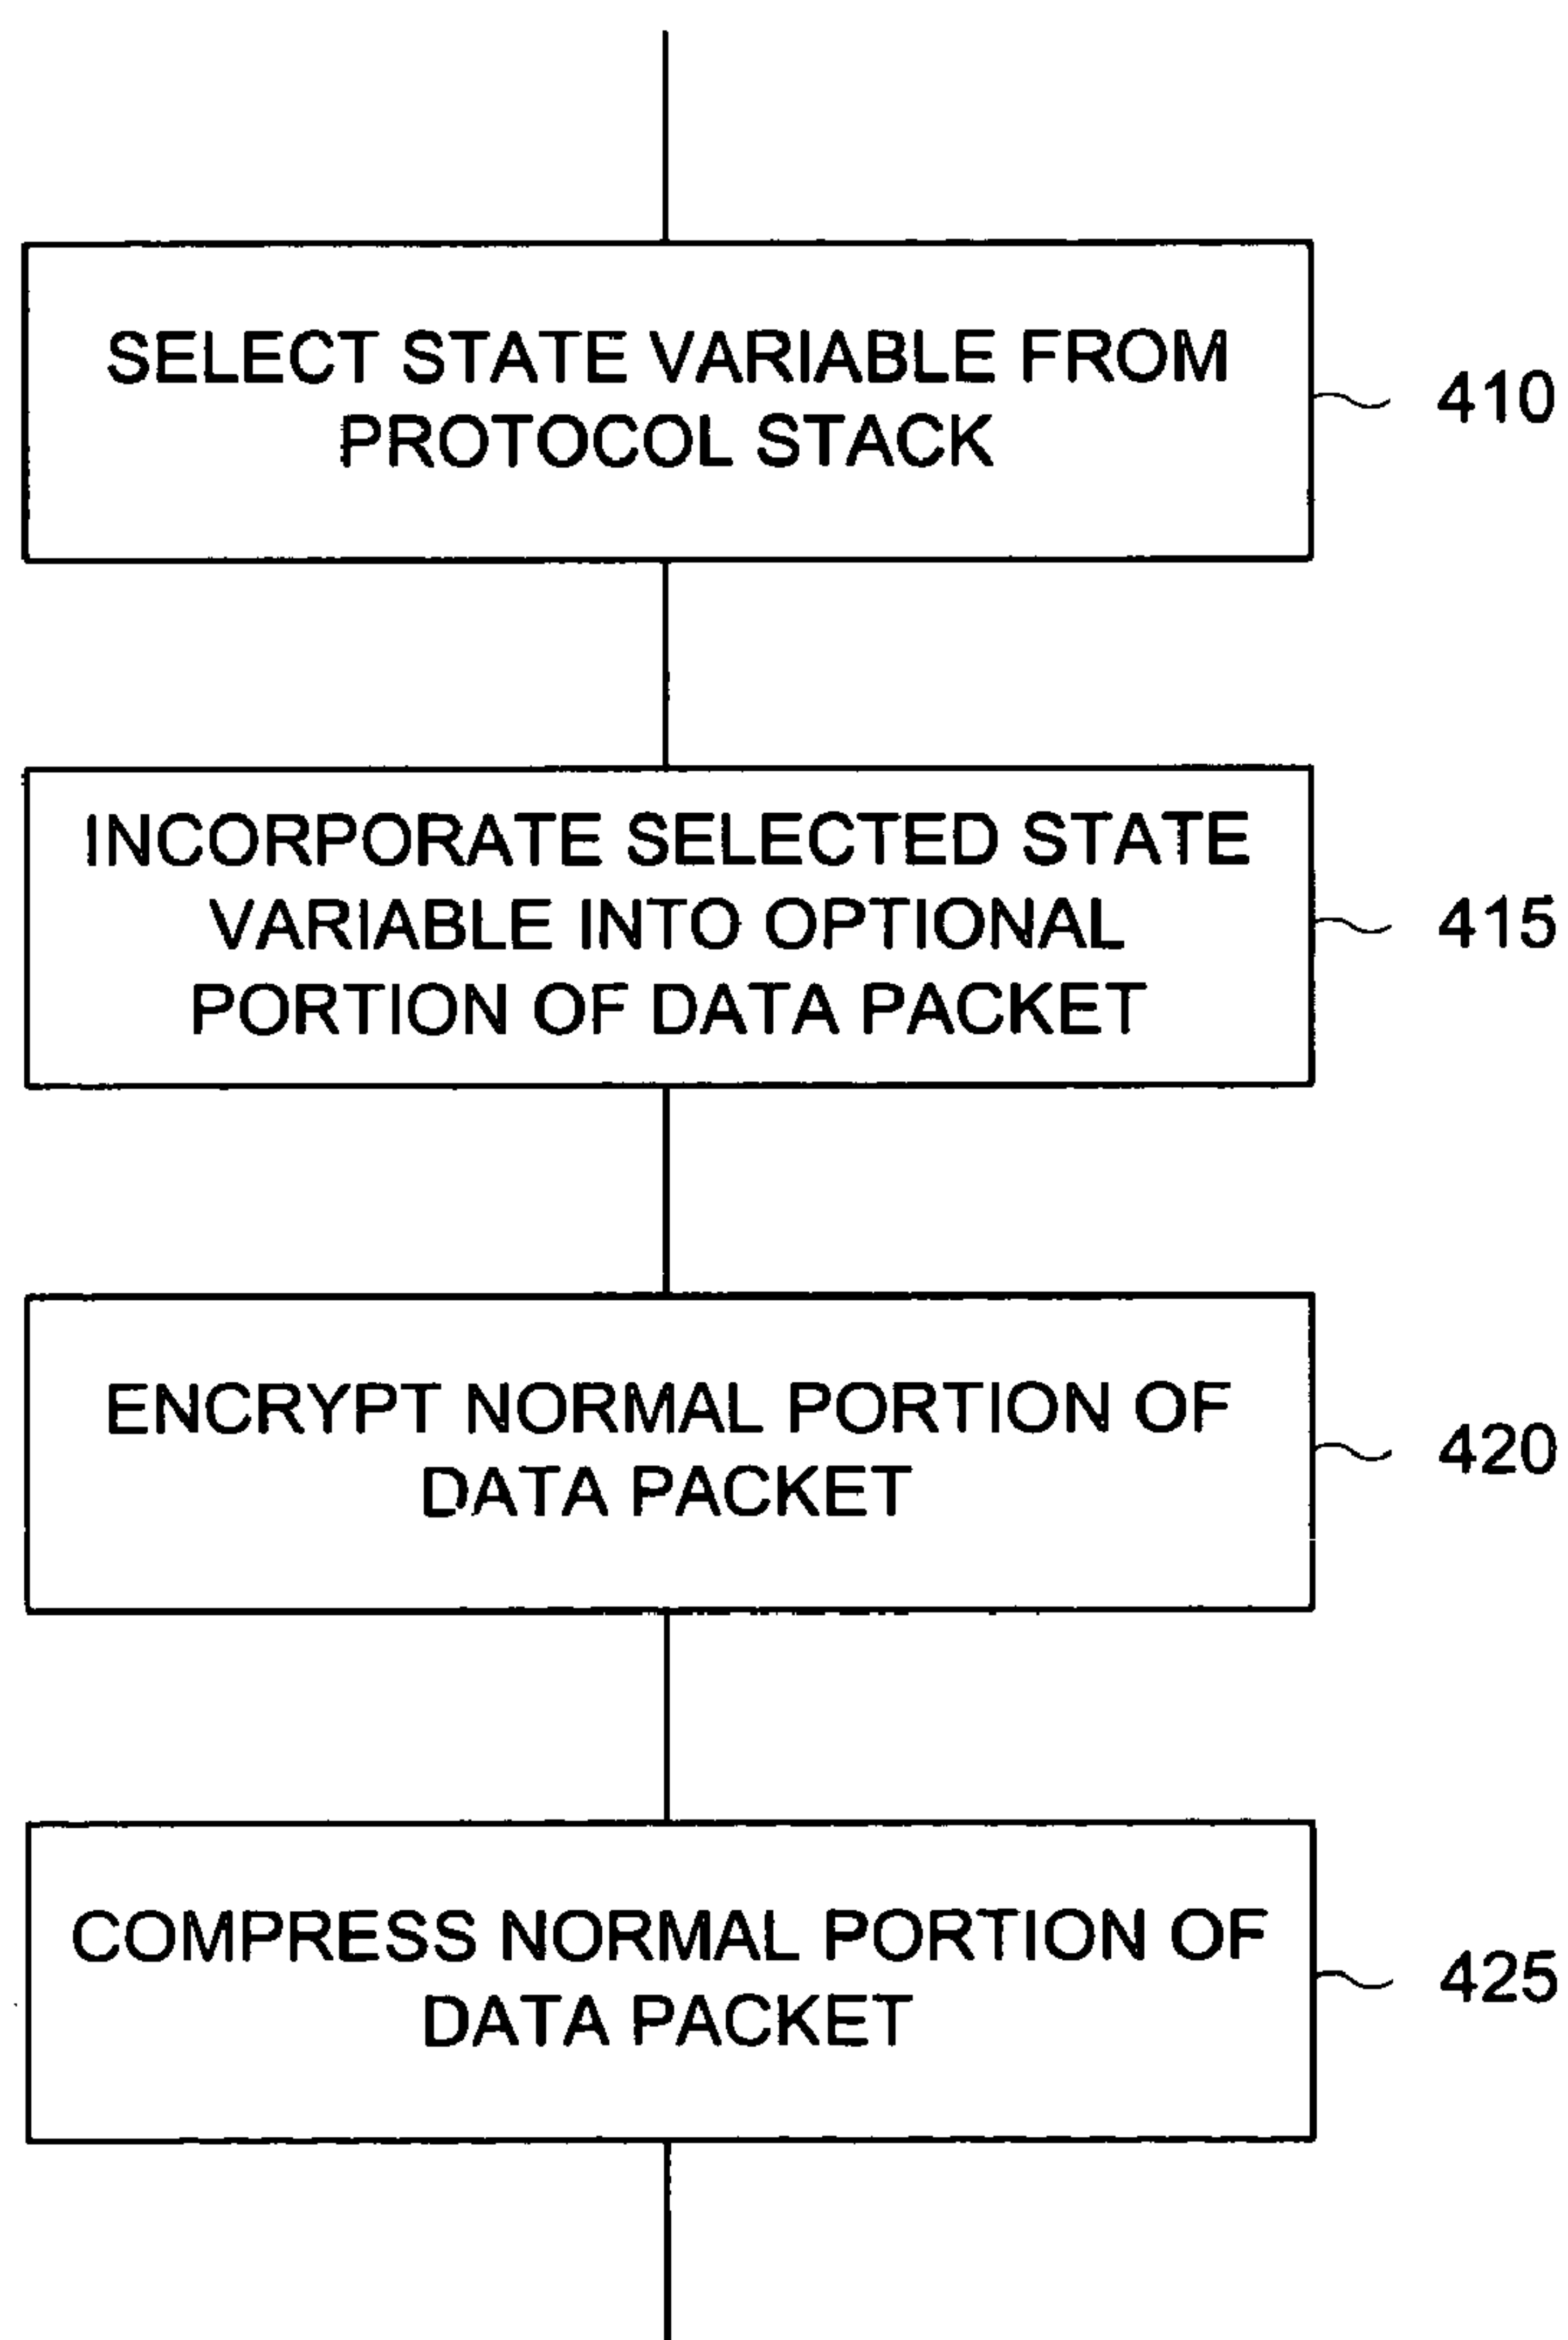 SELECT STATE VARIABLE FROM
PROTOCOL STACK
410
INCORPORATE SELECTED STATE
VARIABLE INTO OPTIONAL
PORTION OF DATA PACKET
415
ENCRYPT NORMAL PORTION OF
DATA PACKET
420
COMPRESS NORMAL PORTION OF
DATA PACKET
425